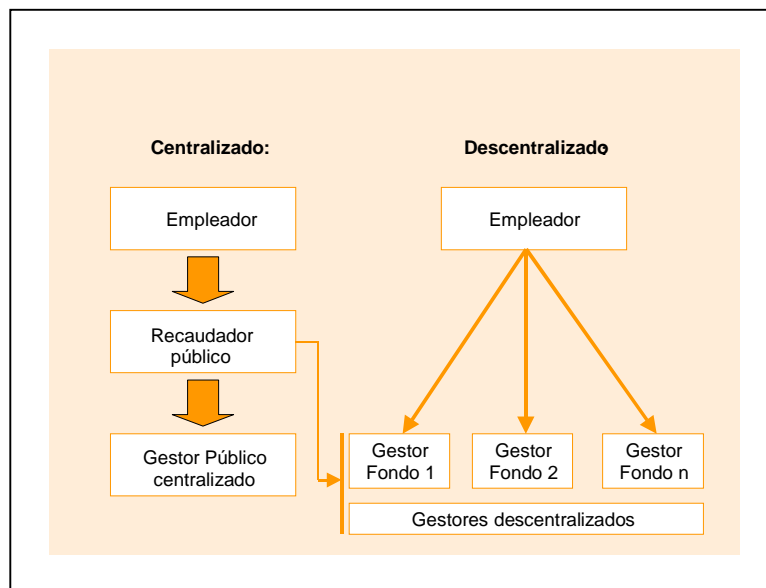 Centralizado:
Descentralizado:
Empleador
Empleador
Recaudador
público
Gestor Público
centralizado
Gestor
Fondo 1
Gestor
Fondo 2
Gestor
Fondo n
Gestores descentralizados